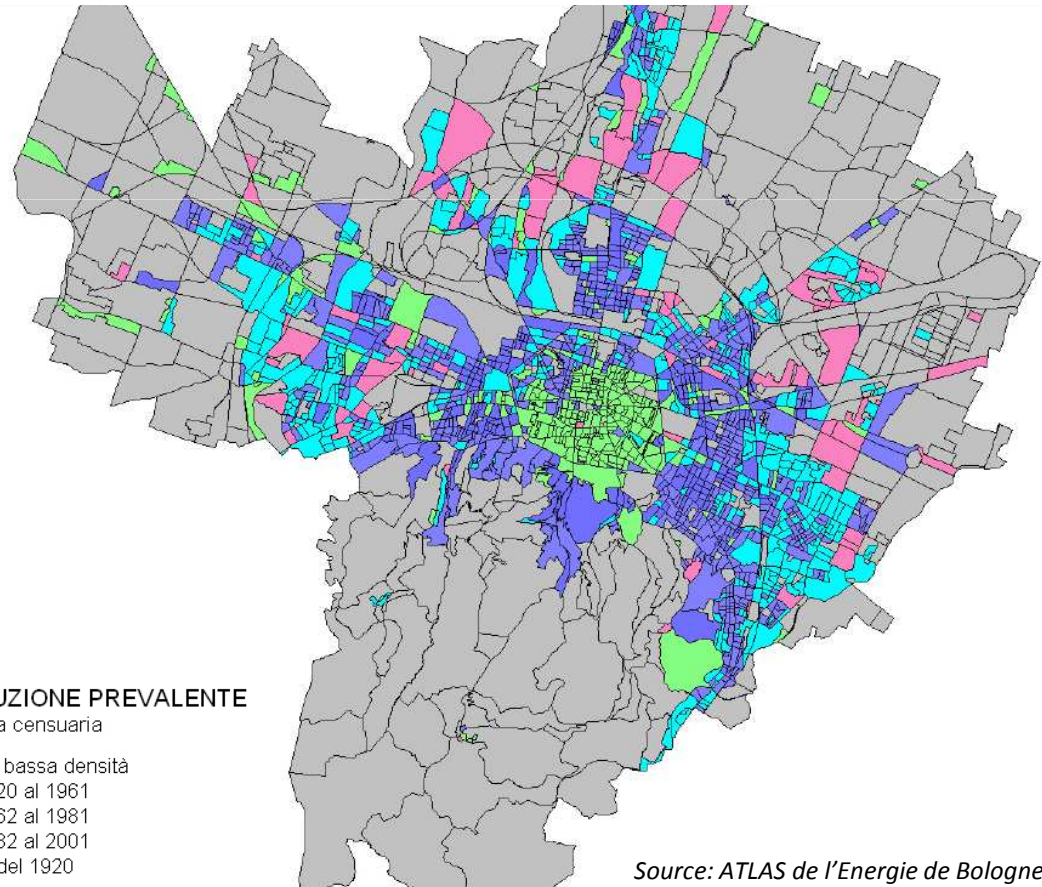 UZIONE PREVALENTE
a censuaria
bassa densità
20 al 1961
62 al 1981
82 al 2001
del 1920
Source: ATLAS de l’Energie de Bologne